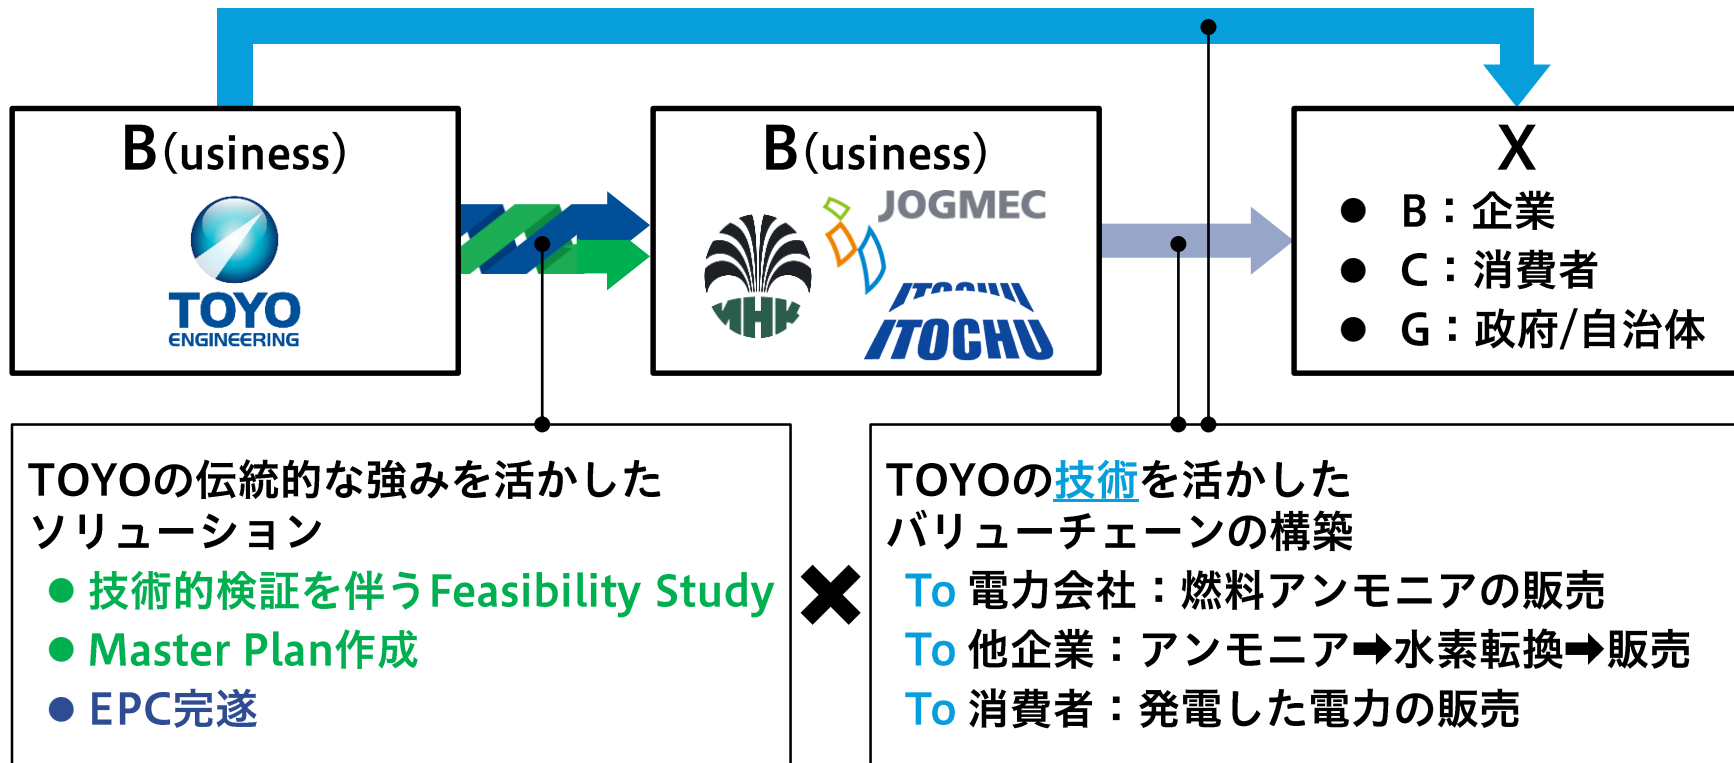 B(usiness)
TOYO
ENGINEERING
B(usiness)
JOGMEC
ИНК
ITOCHU
ITOCHU
X
● B：企業
● C：消費者
● G：政府/自治体
TOYOの伝統的な強みを活かした
ソリューション
● 技術的検証を伴うFeasibility Study
● Master Plan作成
● EPC完遂
TOYOの技術を活かした
バリューチェーンの構築
To 電力会社：燃料アンモニアの販売
To 他企業：アンモニア➡水素転換➡販売
To 消費者：発電した電力の販売